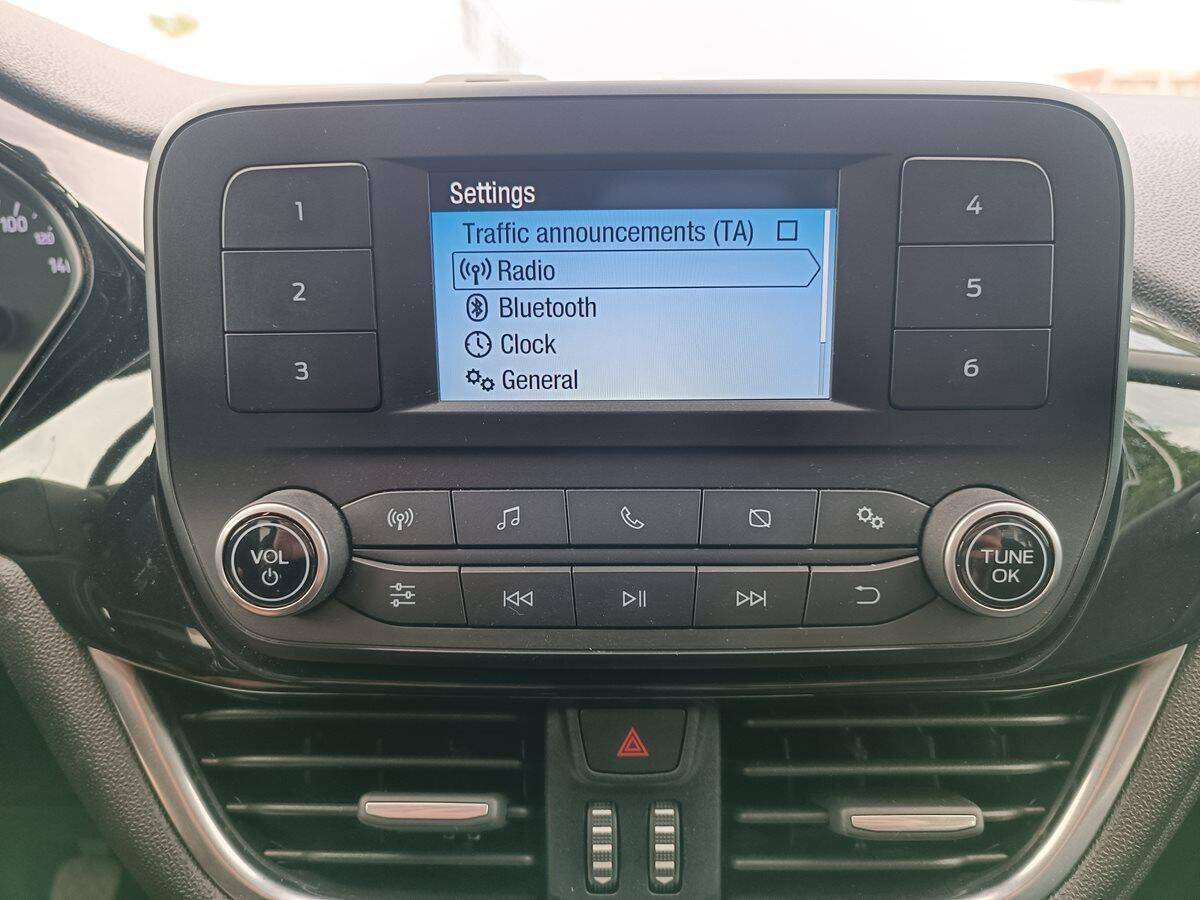 100
120
Settings
Traffic announcements (TA)
Radio
Bluetooth
Clock
General
1
2
3
4
5
6
VOL
TUNE
OK